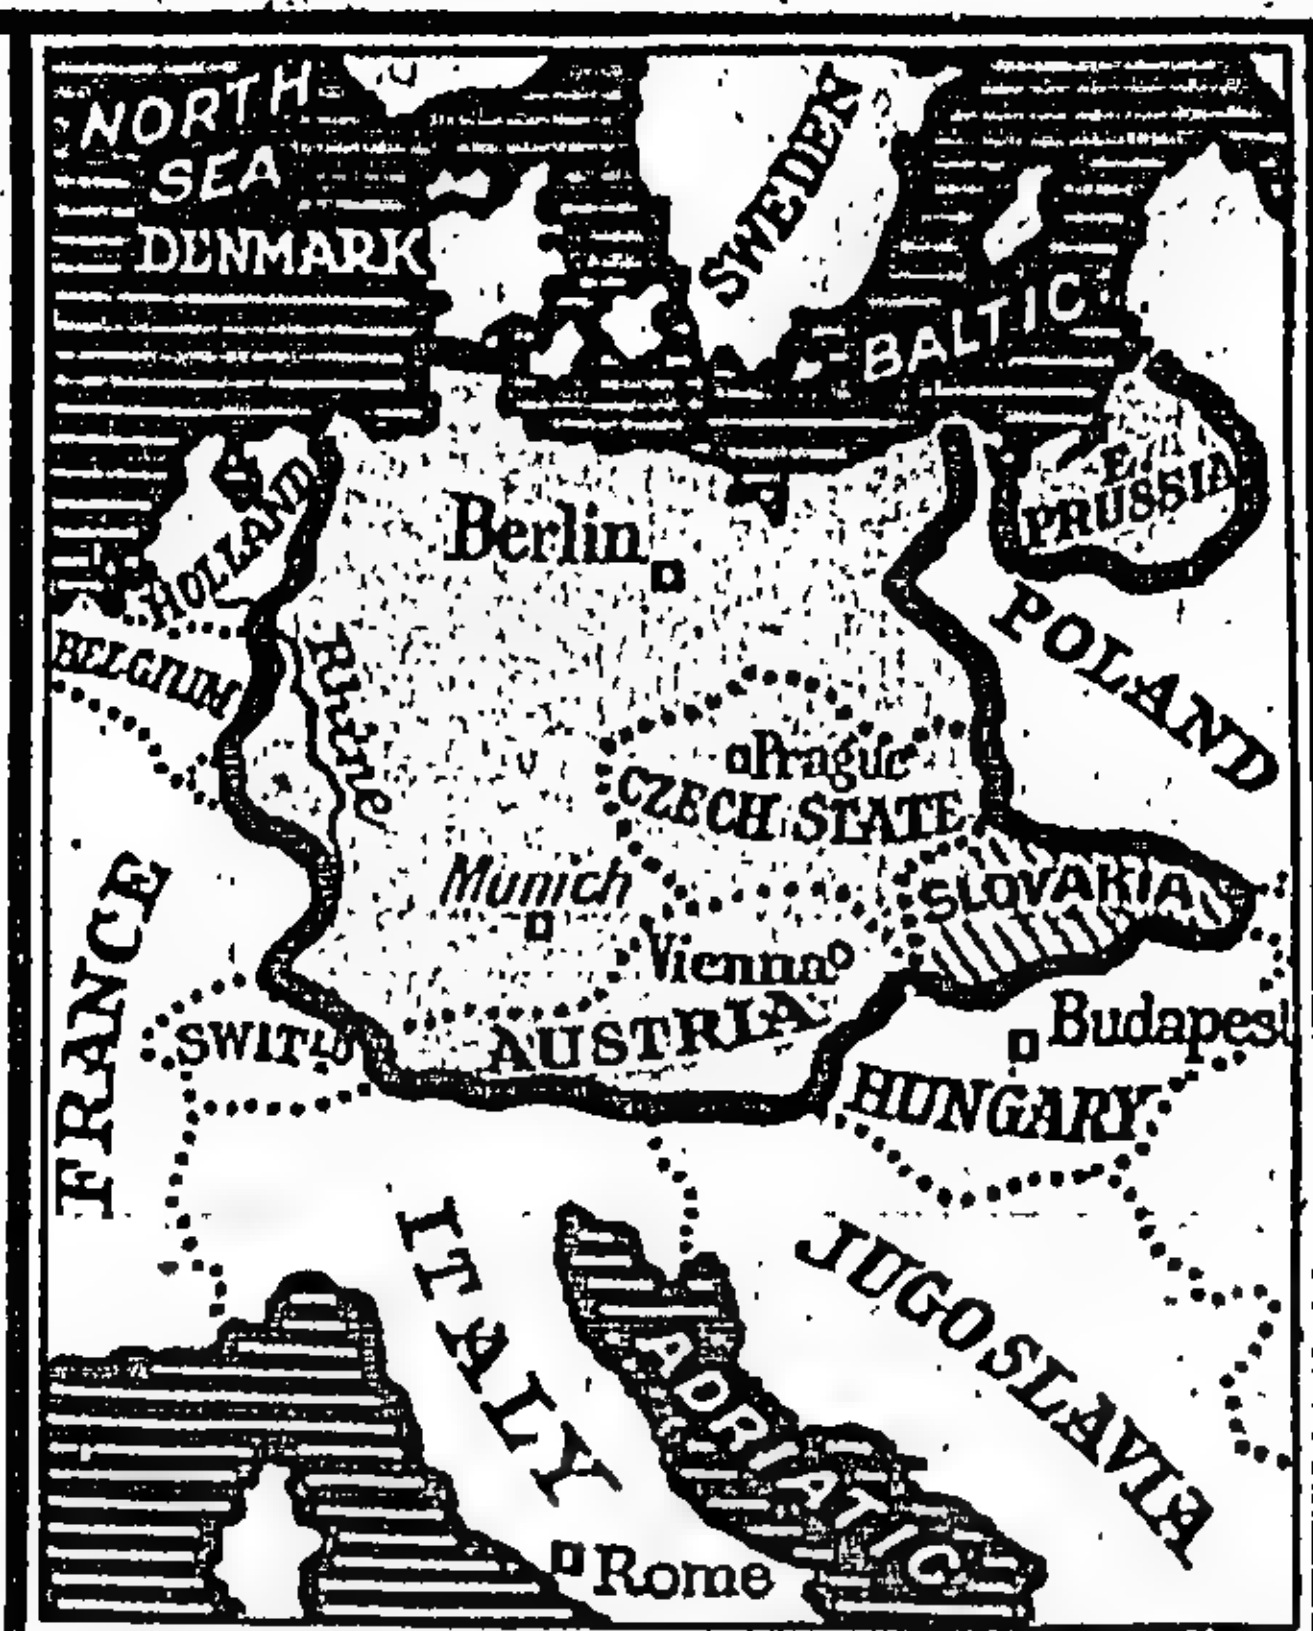 NORTH
SEA
DENMARK
SWEDEN
BALTIC
E.
PRUSSIA
HOLLAND
BELGIUM
Berlin
Rhine
POLAND
Prague
CZECH STATE
SLOVAKIA
Munich
Vienna
AUSTRIA
FRANCE
SWITLD
Budapest
HUNGARY
ITALY
JUGOSLAVIA
ADRIATIC
Rome